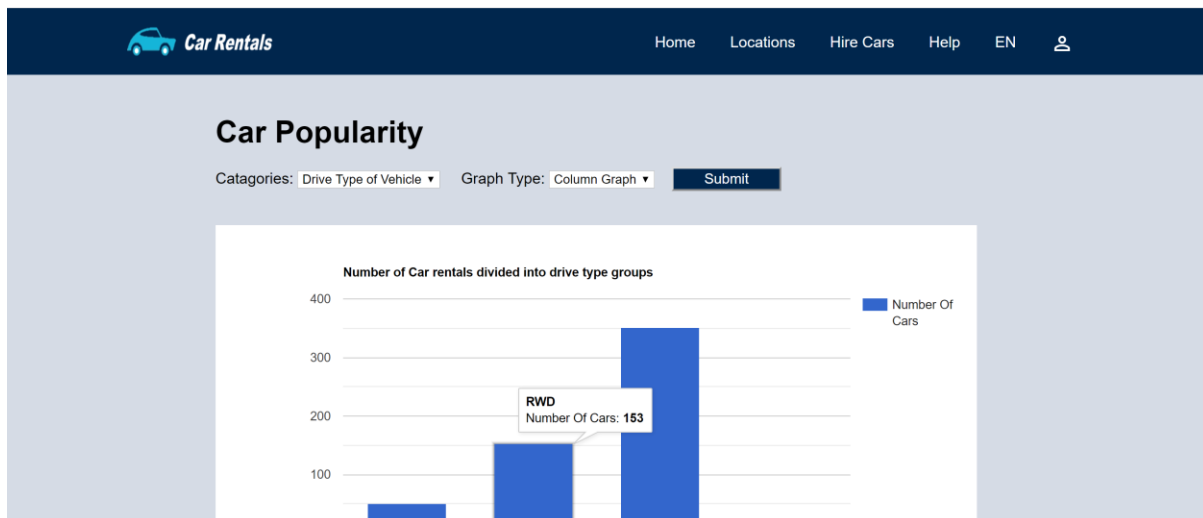 Car Rentals
Home Locations Hire Cars Help EN
Car Popularity
Catagories: Drive Type of Vehicle Graph Type: Column Graph Submit
Number of Car rentals divided into drive type groups
400
Number Of
Cars
300
RWD
200
Number Of Cars: 153
100